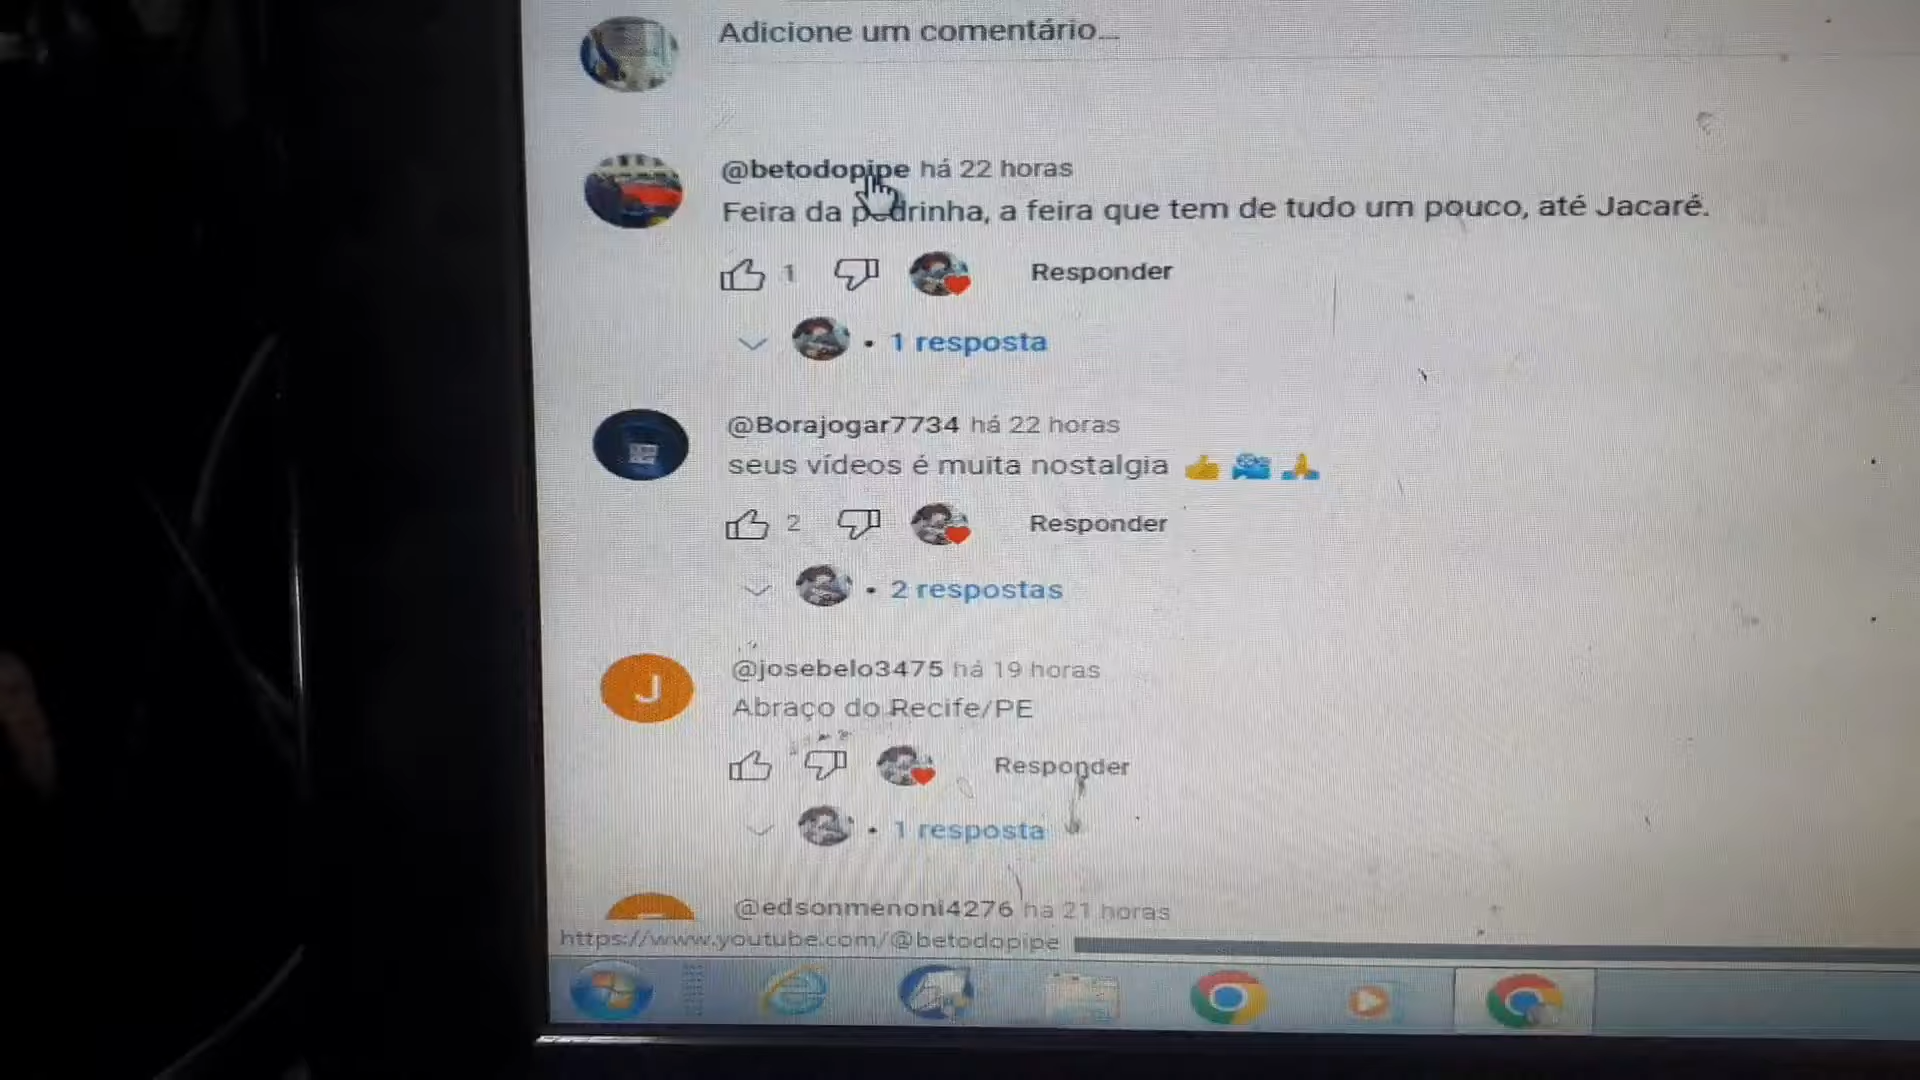 Adicione um comentário...
@betodopipe há 22 horas
Feira da pedrinha, a feira que tem de tudo um pouco, até Jacaré.
1
Responder
• 1 resposta
@Borajogar7734 há 22 horas
seus vídeos é muita nostalgia 👍 🎥 🙏
2
Responder
• 2 respostas
@josebelo3475 há 19 horas
J
Abraço do Recife/PE
Responder
• 1 resposta
@edsonmenoni4276 há 21 horas
https://www.youtube.com/@betodopipe